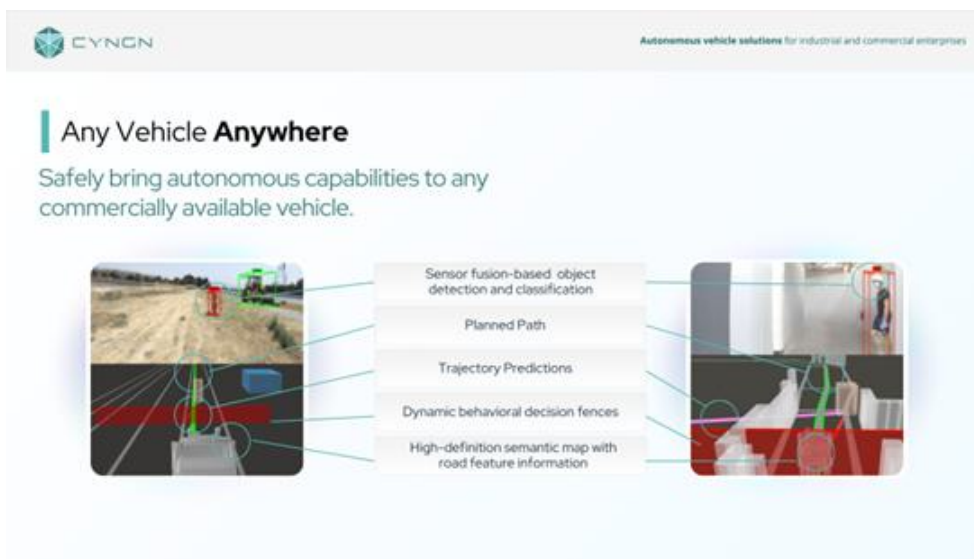 CYNGN
Autonomous vehicle solutions for industrial and commercial enterprises
Any Vehicle Anywhere
Safely bring autonomous capabilities to any
commercially available vehicle.
Sensor fusion-based object
detection and classification
Planned Path
Trajectory Predictions
Dynamic behavioral decision fences
High-definition semantic map with
road feature information